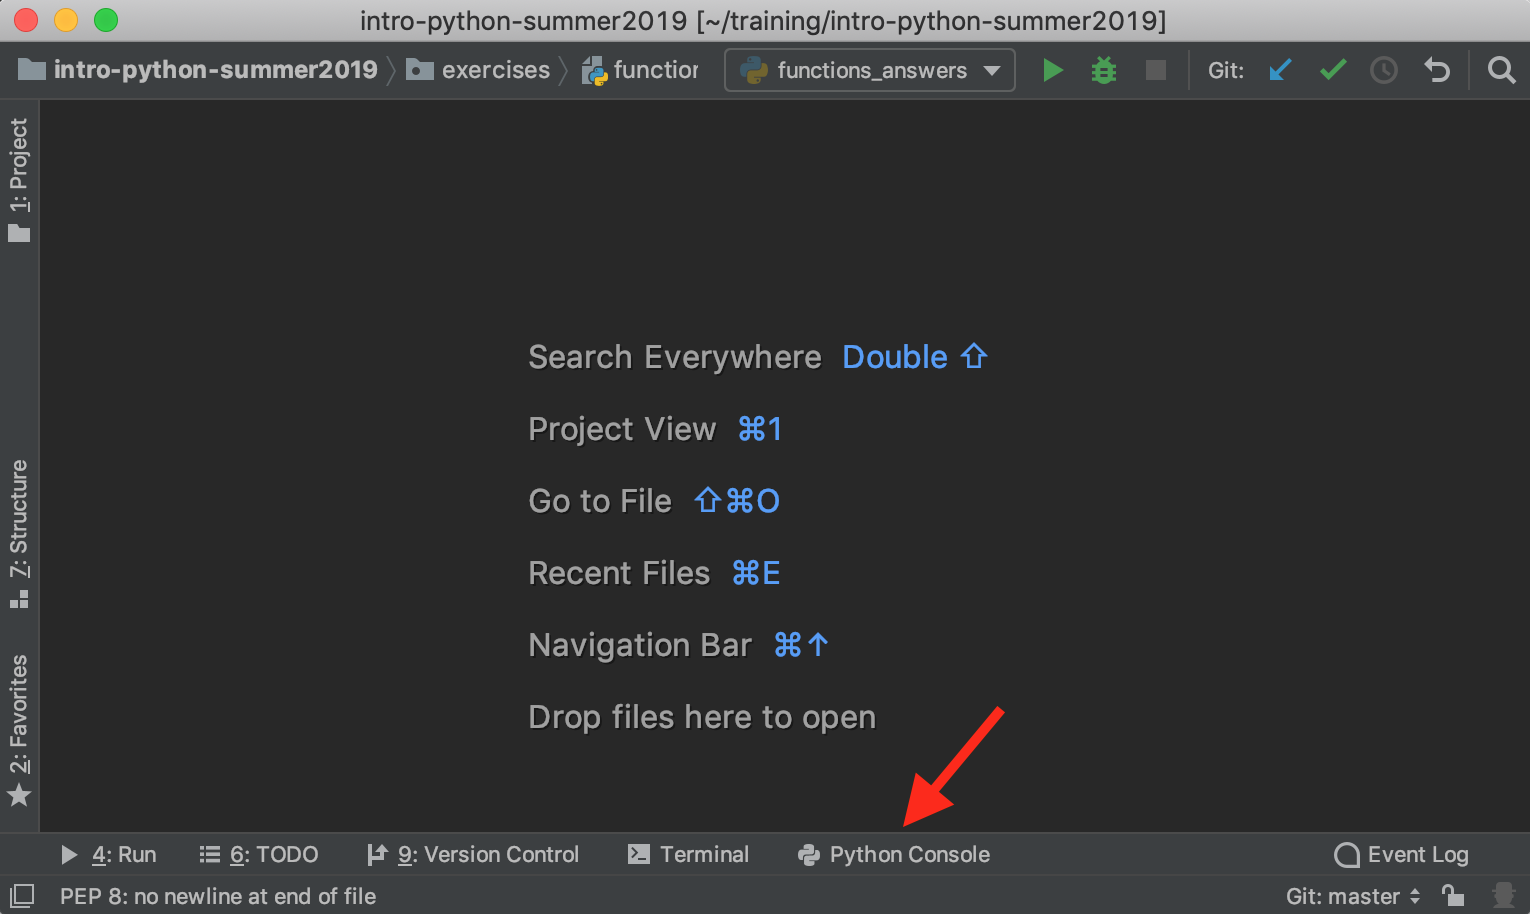 intro-python-summer2019 [~/training/intro-python-summer2019]
intro-python-summer2019 exercises function functions_answers Git:
1: Project
7: Structure
2: Favorites
Search Everywhere Double ⇧
Project View ⌘1
Go to File ⇧⌘O
Recent Files ⌘E
Navigation Bar ⌘↑
Drop files here to open
4: Run 6: TODO 9: Version Control Terminal Python Console Event Log
PEP 8: no newline at end of file Git: master